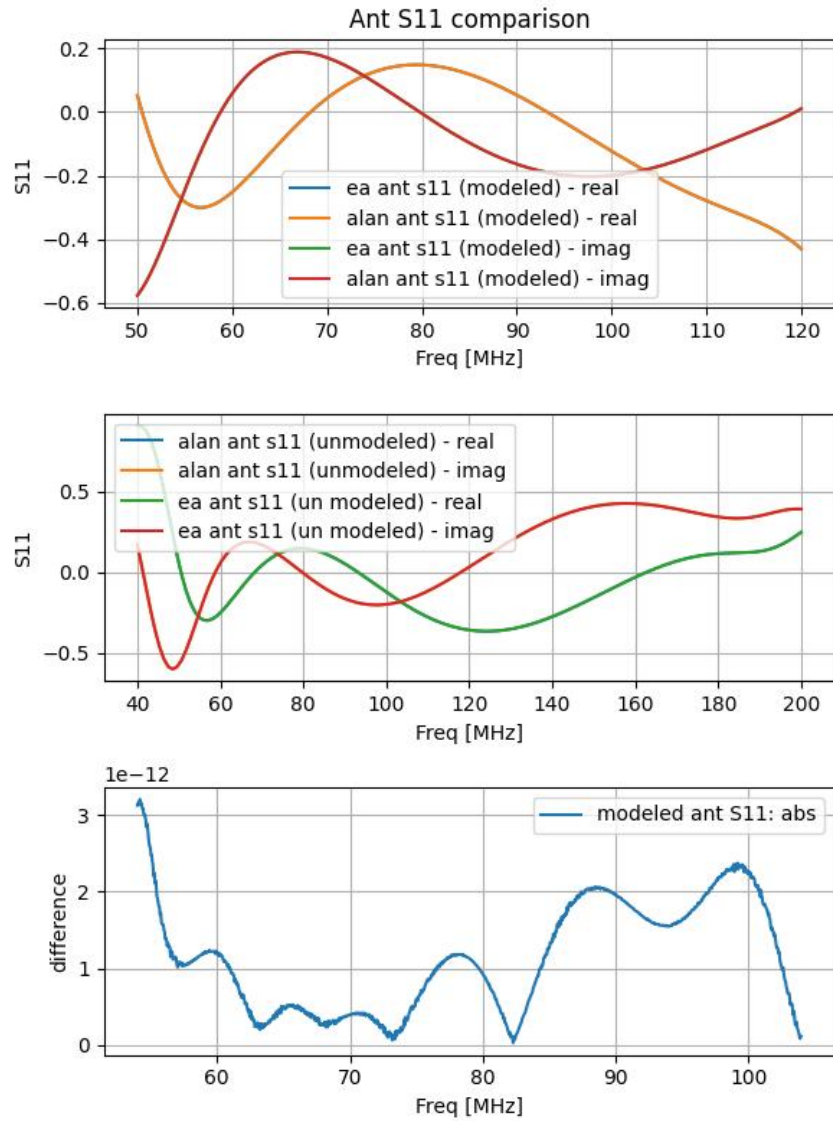 Ant S11 comparison
0.2
0.0
−0.2
−0.4
−0.6
S11
ea ant s11 (modeled) - real
alan ant s11 (modeled) - real
ea ant s11 (modeled) - imag
alan ant s11 (modeled) - imag
50 60 70 80 90 100 110 120
Freq [MHz]
alan ant s11 (unmodeled) - real
alan ant s11 (unmodeled) - imag
ea ant s11 (un modeled) - real
ea ant s11 (un modeled) - imag
0.5
0.0
−0.5
S11
40 60 80 100 120 140 160 180 200
Freq [MHz]
1e−12
modeled ant S11: abs
3
2
1
0
difference
60 70 80 90 100
Freq [MHz]